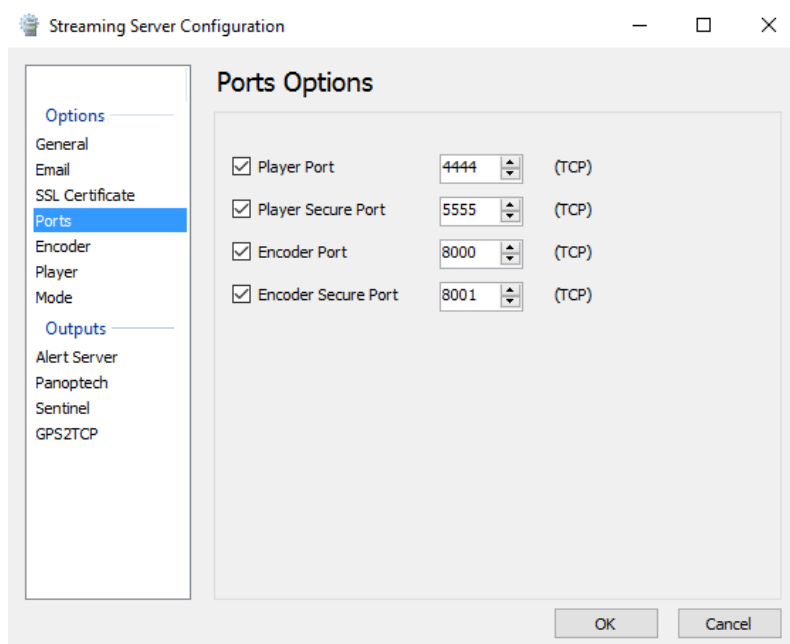 Streaming Server Configuration
Options
General
Email
SSL Certificate
Ports
Encoder
Player
Mode
Outputs
Alert Server
Panoptech
Sentinel
GPS2TCP
Ports Options
Player Port 4444 (TCP)
Player Secure Port 5555 (TCP)
Encoder Port 8000 (TCP)
Encoder Secure Port 8001 (TCP)
OK Cancel